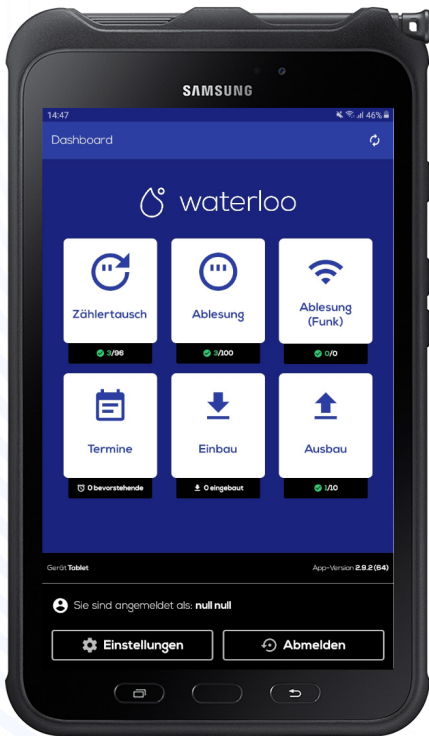 SAMSUNG
14:47 46%
Dashboard
waterloo
Zählertausch
Ablesung
Ablesung
(Funk)
3/96
3/100
0/0
Termine
Einbau
Ausbau
0 bevorstehende
0 eingebaut
1/10
Gerät Tablet App-Version 2.9.2 (64)
Sie sind angemeldet als: null null
Einstellungen
Abmelden